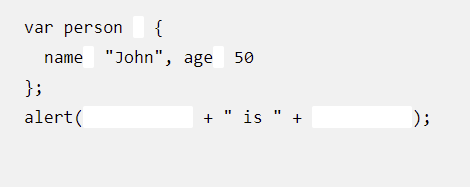 var person {
name "John", age 50
};
alert( + " is " + );